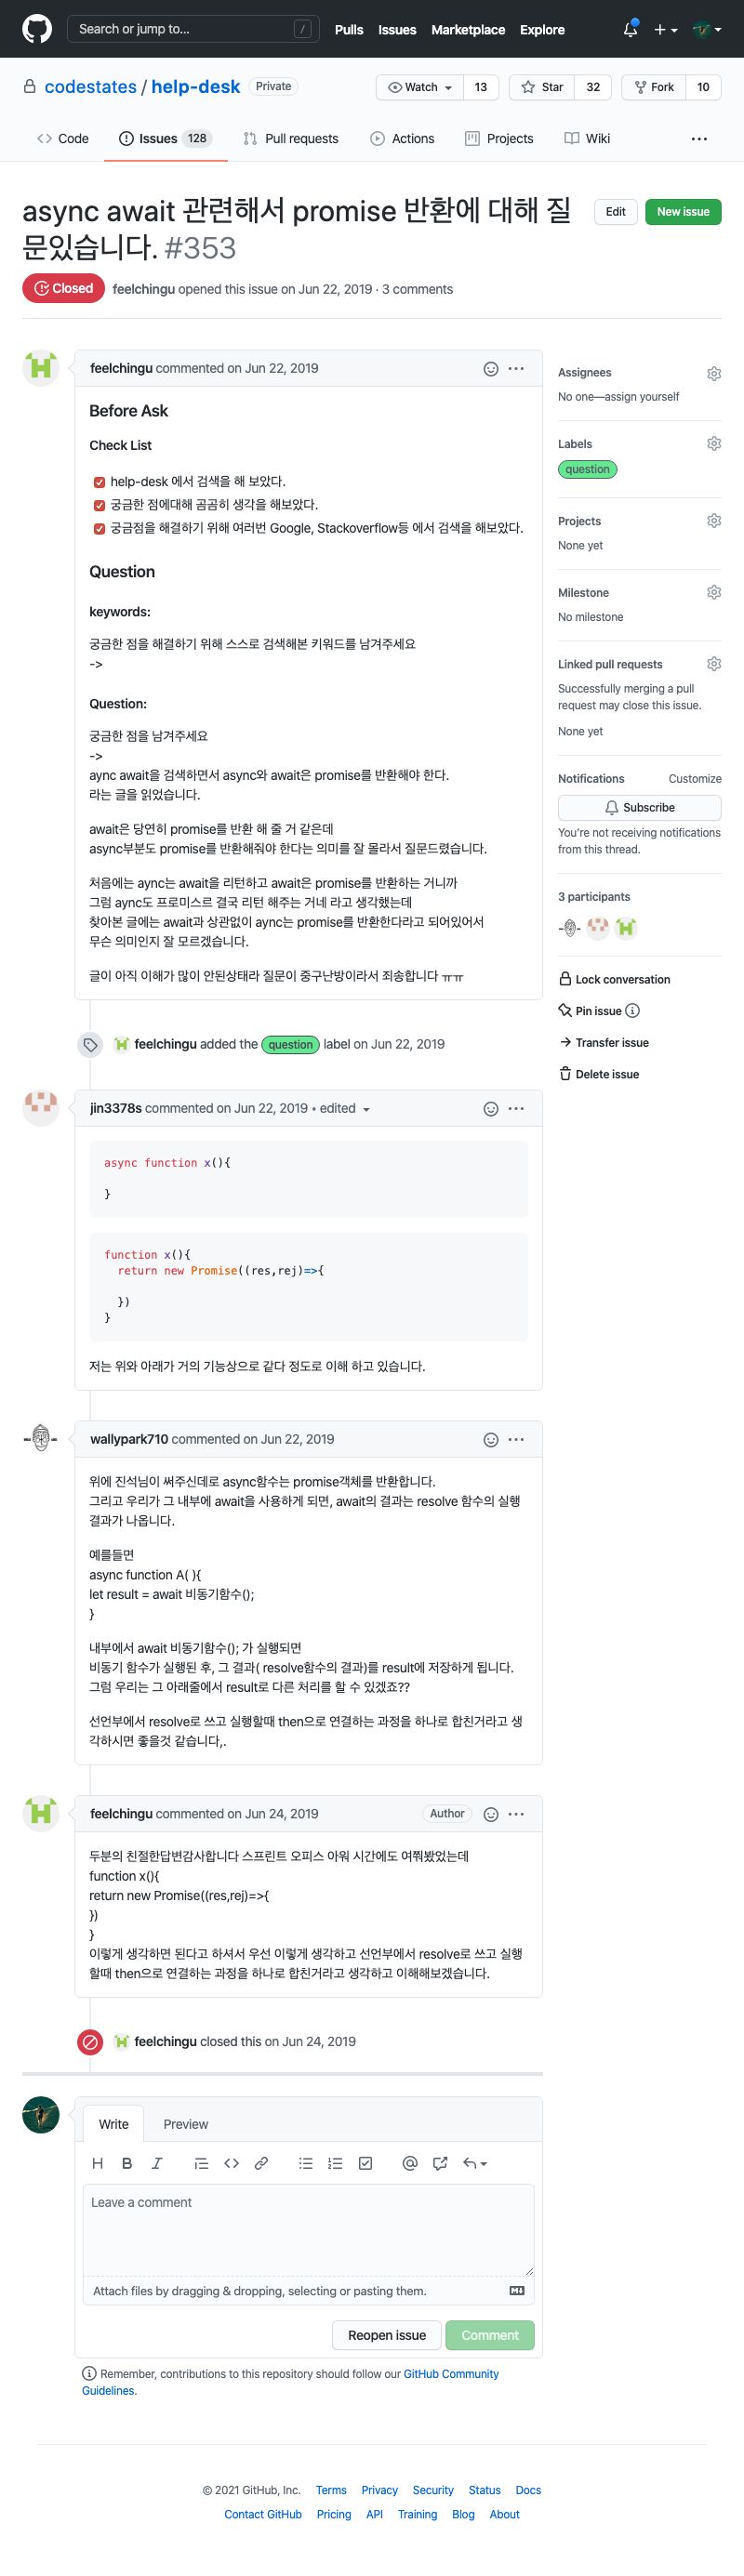 Search or jump to... /
Pulls Issues Marketplace Explore
codestates / help-desk Private
Watch 13 Star 32 Fork 10
Code Issues 128 Pull requests Actions Projects Wiki
async await 관련해서 promise 반환에 대해 질
문있습니다. #353
Edit New issue
Closed feelchingu opened this issue on Jun 22, 2019 · 3 comments
feelchingu commented on Jun 22, 2019
Before Ask
Check List
help-desk 에서 검색을 해 보았다.
궁금한 점에대해 곰곰히 생각을 해보았다.
궁금점을 해결하기 위해 여러번 Google, Stackoverflow등 에서 검색을 해보았다.
Question
keywords:
궁금한 점을 해결하기 위해 스스로 검색해본 키워드를 남겨주세요
->
Question:
궁금한 점을 남겨주세요
->
aync await을 검색하면서 async와 await은 promise를 반환해야 한다.
라는 글을 읽었습니다.
await은 당연히 promise를 반환 해 줄 거 같은데
async부분도 promise를 반환해줘야 한다는 의미를 잘 몰라서 질문드렸습니다.
처음에는 aync는 await을 리턴하고 await은 promise를 반환하는 거니까
그럼 aync도 프로미스르 결국 리턴 해주는 거네 라고 생각했는데
찾아본 글에는 await과 상관없이 aync는 promise를 반환한다라고 되어있어서
무슨 의미인지 잘 모르겠습니다.
글이 아직 이해가 많이 안된상태라 질문이 중구난방이라서 죄송합니다 ㅠㅠ
Assignees
No one—assign yourself
Labels
question
Projects
None yet
Milestone
No milestone
Linked pull requests
Successfully merging a pull
request may close this issue.
None yet
Notifications Customize
Subscribe
You're not receiving notifications
from this thread.
3 participants
Lock conversation
Pin issue
Transfer issue
Delete issue
feelchingu added the question label on Jun 22, 2019
jin3378s commented on Jun 22, 2019 • edited
async function x(){
}
function x(){
return new Promise((res,rej)=>{
})
}
저는 위와 아래가 거의 기능상으로 같다 정도로 이해 하고 있습니다.
wallypark710 commented on Jun 22, 2019
위에 진석님이 써주신데로 async함수는 promise객체를 반환합니다.
그리고 우리가 그 내부에 await을 사용하게 되면, await의 결과는 resolve 함수의 실행
결과가 나옵니다.
예를들면
async function A( ){
let result = await 비동기함수();
}
내부에서 await 비동기함수(); 가 실행되면
비동기 함수가 실행된 후, 그 결과( resolve함수의 결과)를 result에 저장하게 됩니다.
그럼 우리는 그 아래줄에서 result로 다른 처리를 할 수 있겠죠??
선언부에서 resolve로 쓰고 실행할때 then으로 연결하는 과정을 하나로 합친거라고 생
각하시면 좋을것 같습니다,.
feelchingu commented on Jun 24, 2019 Author
두분의 친절한답변감사합니다 스프린트 오피스 아워 시간에도 여쭤봤었는데
function x(){
return new Promise((res,rej)=>{
})
}
이렇게 생각하면 된다고 하셔서 우선 이렇게 생각하고 선언부에서 resolve로 쓰고 실행
할때 then으로 연결하는 과정을 하나로 합친거라고 생각하고 이해해보겠습니다.
feelchingu closed this on Jun 24, 2019
Write Preview
Leave a comment
Attach files by dragging & dropping, selecting or pasting them.
Reopen issue Comment
Remember, contributions to this repository should follow our GitHub Community
Guidelines.
© 2021 GitHub, Inc. Terms Privacy Security Status Docs
Contact GitHub Pricing API Training Blog About